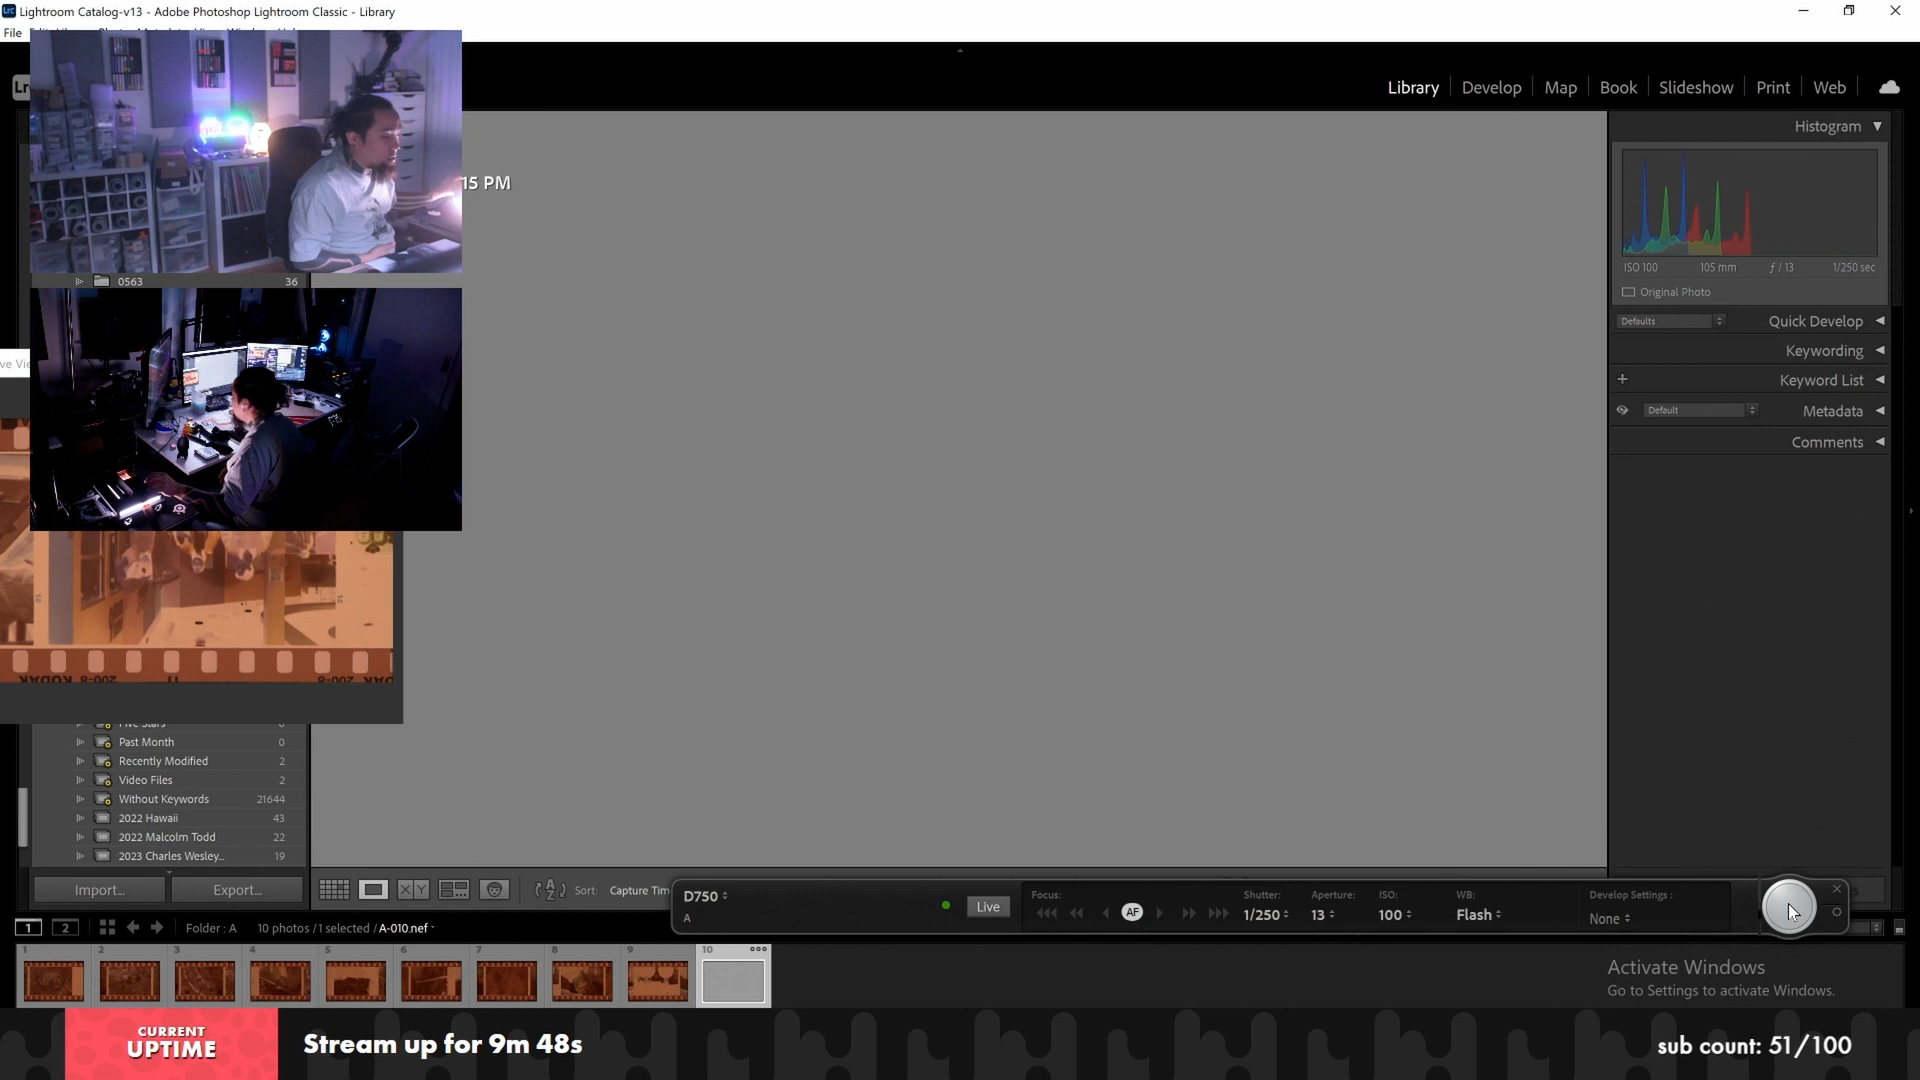 Lightroom Catalog-v13 - Adobe Photoshop Lightroom Classic - Library
File
Library
Develop
Map
Book
Slideshow
Print
Web
15 PM
Histogram
ISO 100
105 mm
ƒ / 13
1/250 sec
Original Photo
Defaults
Quick Develop
Keywording
Keyword List
Default
Metadata
Comments
0563
36
Past Month
0
Recently Modified
2
Video Files
2
Without Keywords
21644
2022 Hawaii
43
2022 Malcolm Todd
22
2023 Charles Wesley...
19
Import...
Export...
XY
Sort:
Capture Tim
D750
A
Live
Focus:
AF
Shutter:
1/250
Aperture:
13
ISO:
100
WB:
Flash
Develop Settings :
None
1
2
Folder : A
10 photos / 1 selected / A-010.nef
1
2
3
4
5
6
7
8
9
10
Activate Windows
Go to Settings to activate Windows.
CURRENT
UPTIME
Stream up for 9m 48s
sub count: 51/100